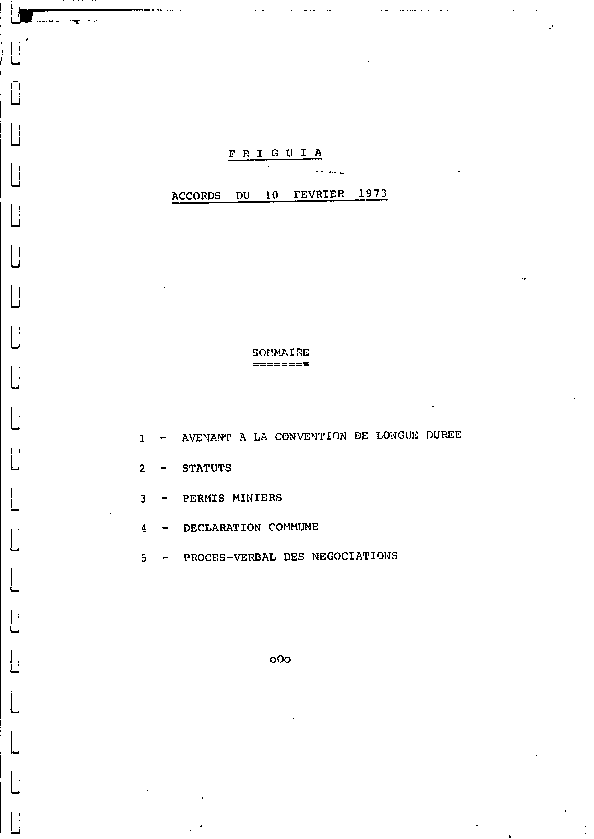 F R I G U I A
ACCORDS DU 10 FEVRIER 1973
SOMMAIRE
=======
1 - AVENANT A LA CONVENTION DE LONGUE DUREE
2 - STATUTS
3 - PERMIS MINIERS
4 - DECLARATION COMMUNE
5 - PROCES-VERBAL DES NEGOCIATIONS
oOo